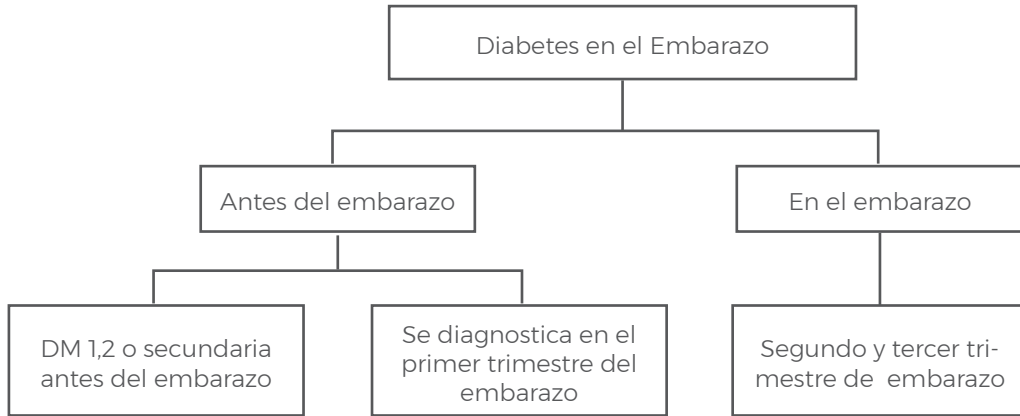 Diabetes en el Embarazo
Antes del embarazo
En el embarazo
DM 1,2 o secundaria
antes del embarazo
Se diagnostica en el
primer trimestre del
embarazo
Segundo y tercer tri-
mestre de embarazo